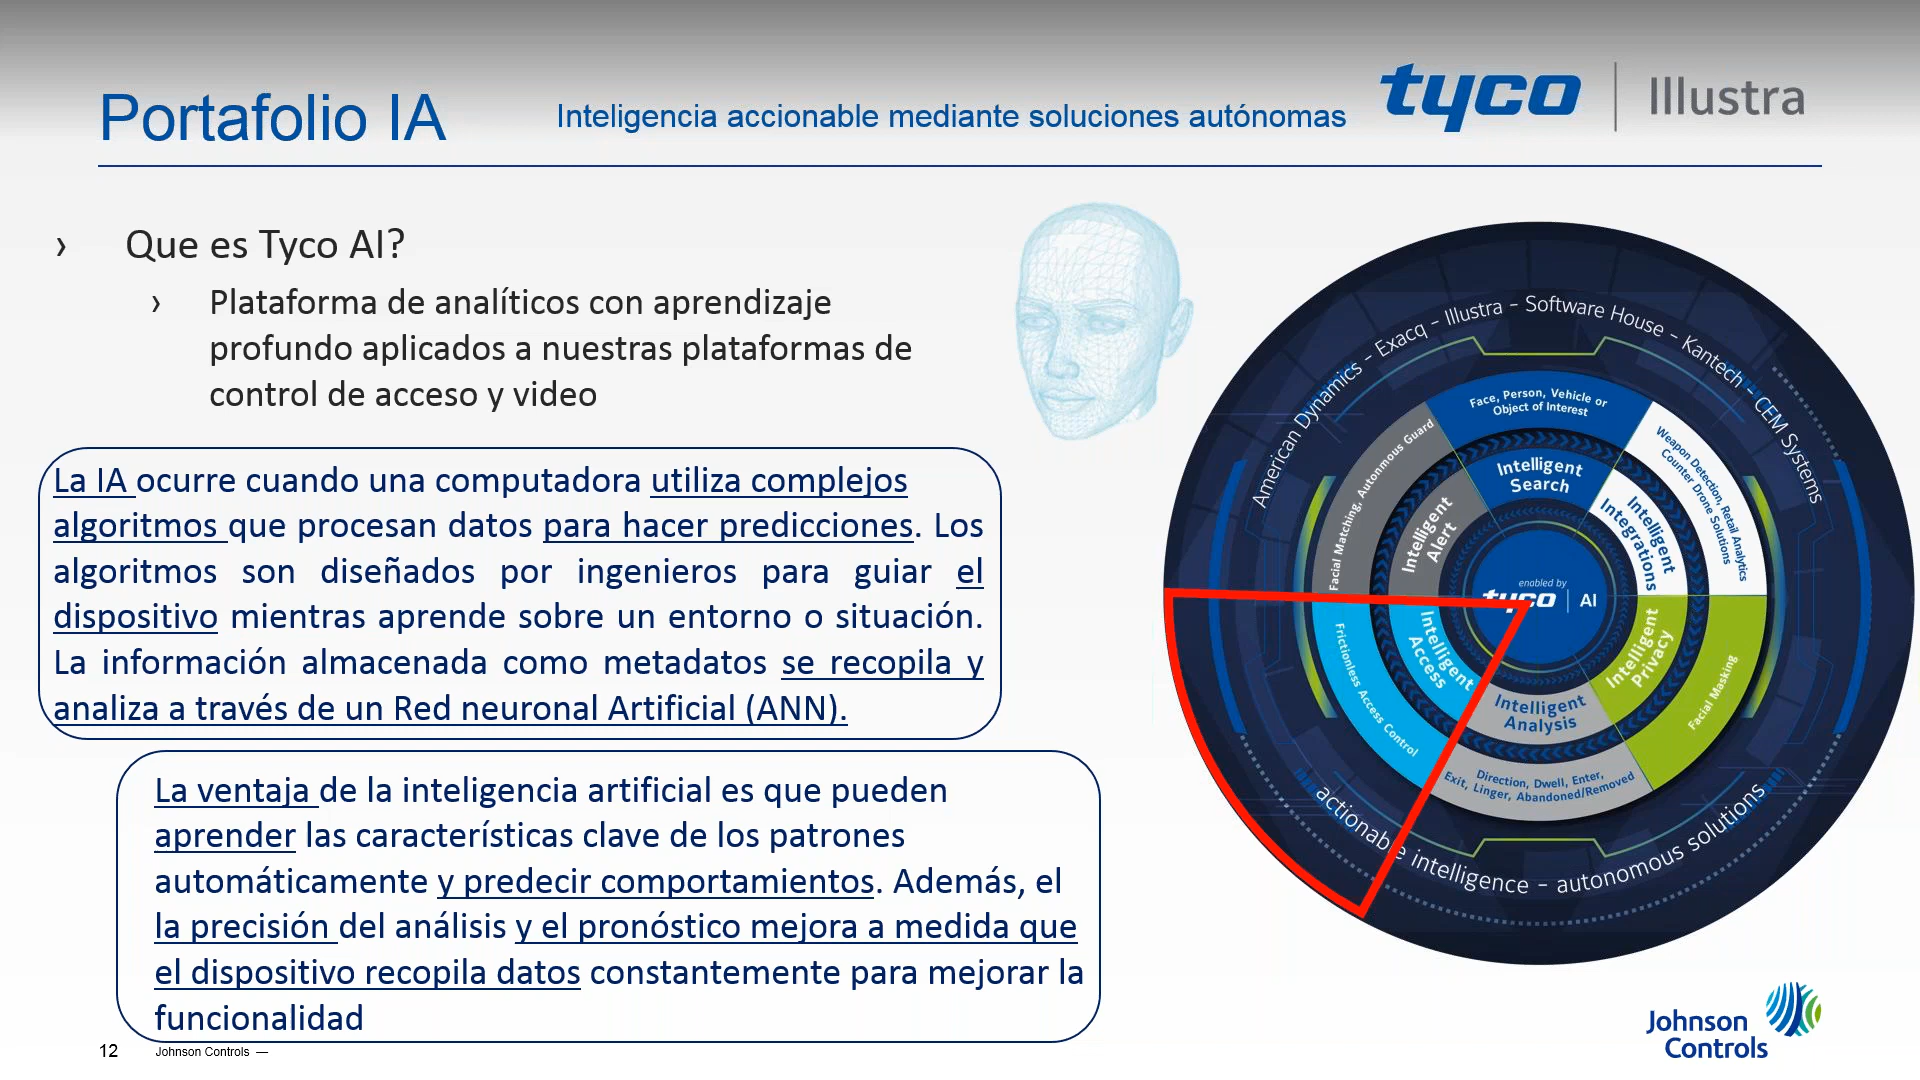 Portafolio IA
Inteligencia accionable mediante soluciones autónomas
tyco | Illustra
› Que es Tyco AI?
› Plataforma de analíticos con aprendizaje
profundo aplicados a nuestras plataformas de
control de acceso y video
La IA ocurre cuando una computadora utiliza complejos
algoritmos que procesan datos para hacer predicciones. Los
algoritmos son diseñados por ingenieros para guiar el
dispositivo mientras aprende sobre un entorno o situación.
La información almacenada como metadatos se recopila y
analiza a través de un Red neuronal Artificial (ANN).
La ventaja de la inteligencia artificial es que pueden
aprender las características clave de los patrones
automáticamente y predecir comportamientos. Además, el
la precisión del análisis y el pronóstico mejora a medida que
el dispositivo recopila datos constantemente para mejorar la
funcionalidad
American Dynamics - Exacq - Illustra - Software House - Kantech - CEM Systems
Face, Person, Vehicle or
Object of Interest
Intelligent
Search
Weapon Detection, Retail Analytics
Counter Drone Solutions
Intelligent
Integrations
Facial Masking
Intelligent
Privacy
Intelligent
Analysis
Direction, Dwell, Enter,
Exit, Linger, Abandoned/Removed
Intelligent
Access
Frictionless Access Control
Intelligent
Alert
Facial Matching, Autonmous Guard
enabled by
tyco | AI
actionable intelligence - autonomous solutions
12 Johnson Controls —
Johnson
Controls